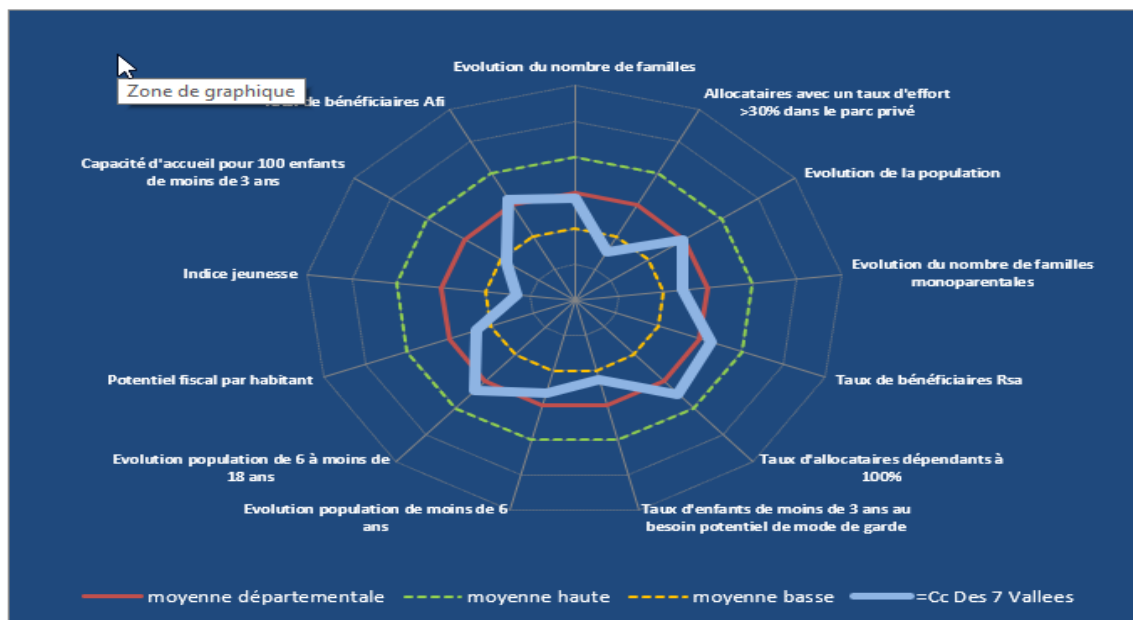 Evolution du nombre de familles
Allocataires avec un taux d'effort
>30% dans le parc privé
Evolution de la population
Evolution du nombre de familles
monoparentales
Taux de bénéficiaires Rsa
Taux d'allocataires dépendants à
100%
Taux d'enfants de moins de 3 ans au
besoin potentiel de mode de garde
Evolution population de moins de 6
ans
Evolution population de 6 à moins de
18 ans
Potentiel fiscal par habitant
Indice jeunesse
Capacité d'accueil pour 100 enfants
de moins de 3 ans
de bénéficiaires Afi
Zone de graphique
moyenne départementale
moyenne haute
moyenne basse
=Cc Des 7 Vallees